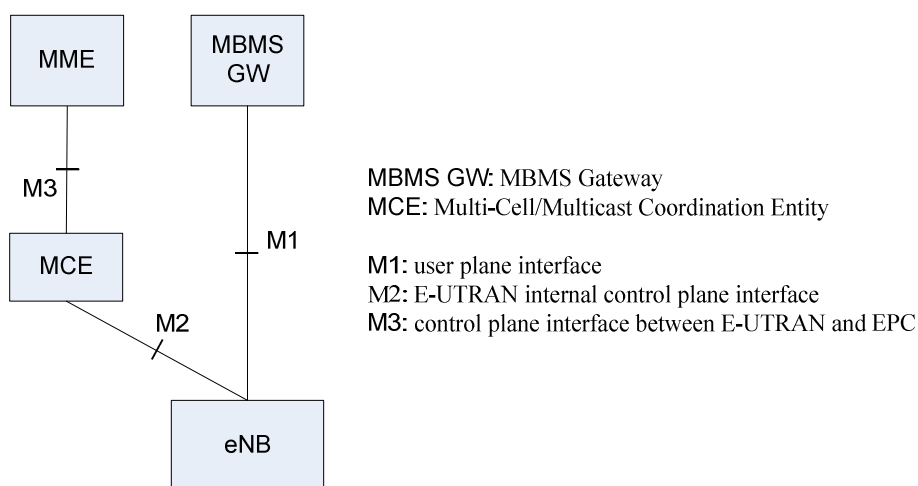 MME
MBMS
GW
M3
M1
MCE
M2
eNB
MBMS GW: MBMS Gateway
MCE: Multi-Cell/Multicast Coordination Entity
M1: user plane interface
M2: E-UTRAN internal control plane interface
M3: control plane interface between E-UTRAN and EPC